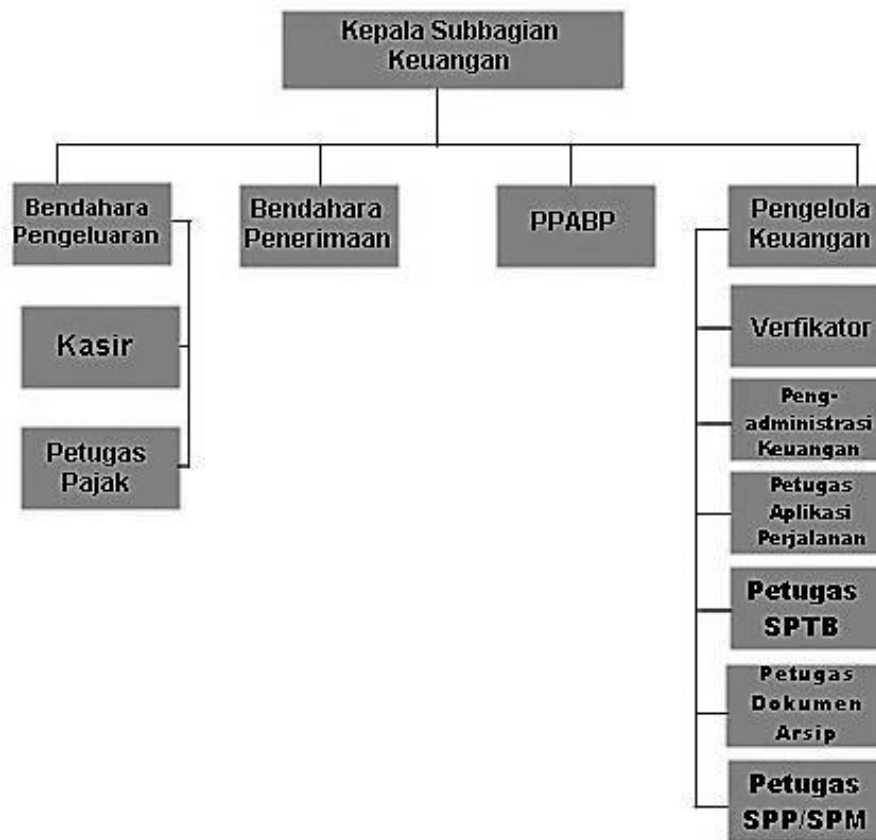 Kepala Subbagian
Keuangan
Bendahara
Pengeluaran
Bendahara
Penerimaan
PPABP
Pengelola
Keuangan
Kasir
Petugas
Pajak
Verfikator
Peng-
administrasi
Keuangan
Petugas
Aplikasi
Perjalanan
Petugas
SPTB
Petugas
Dokumen
Arsip
Petugas
SPP/SPM